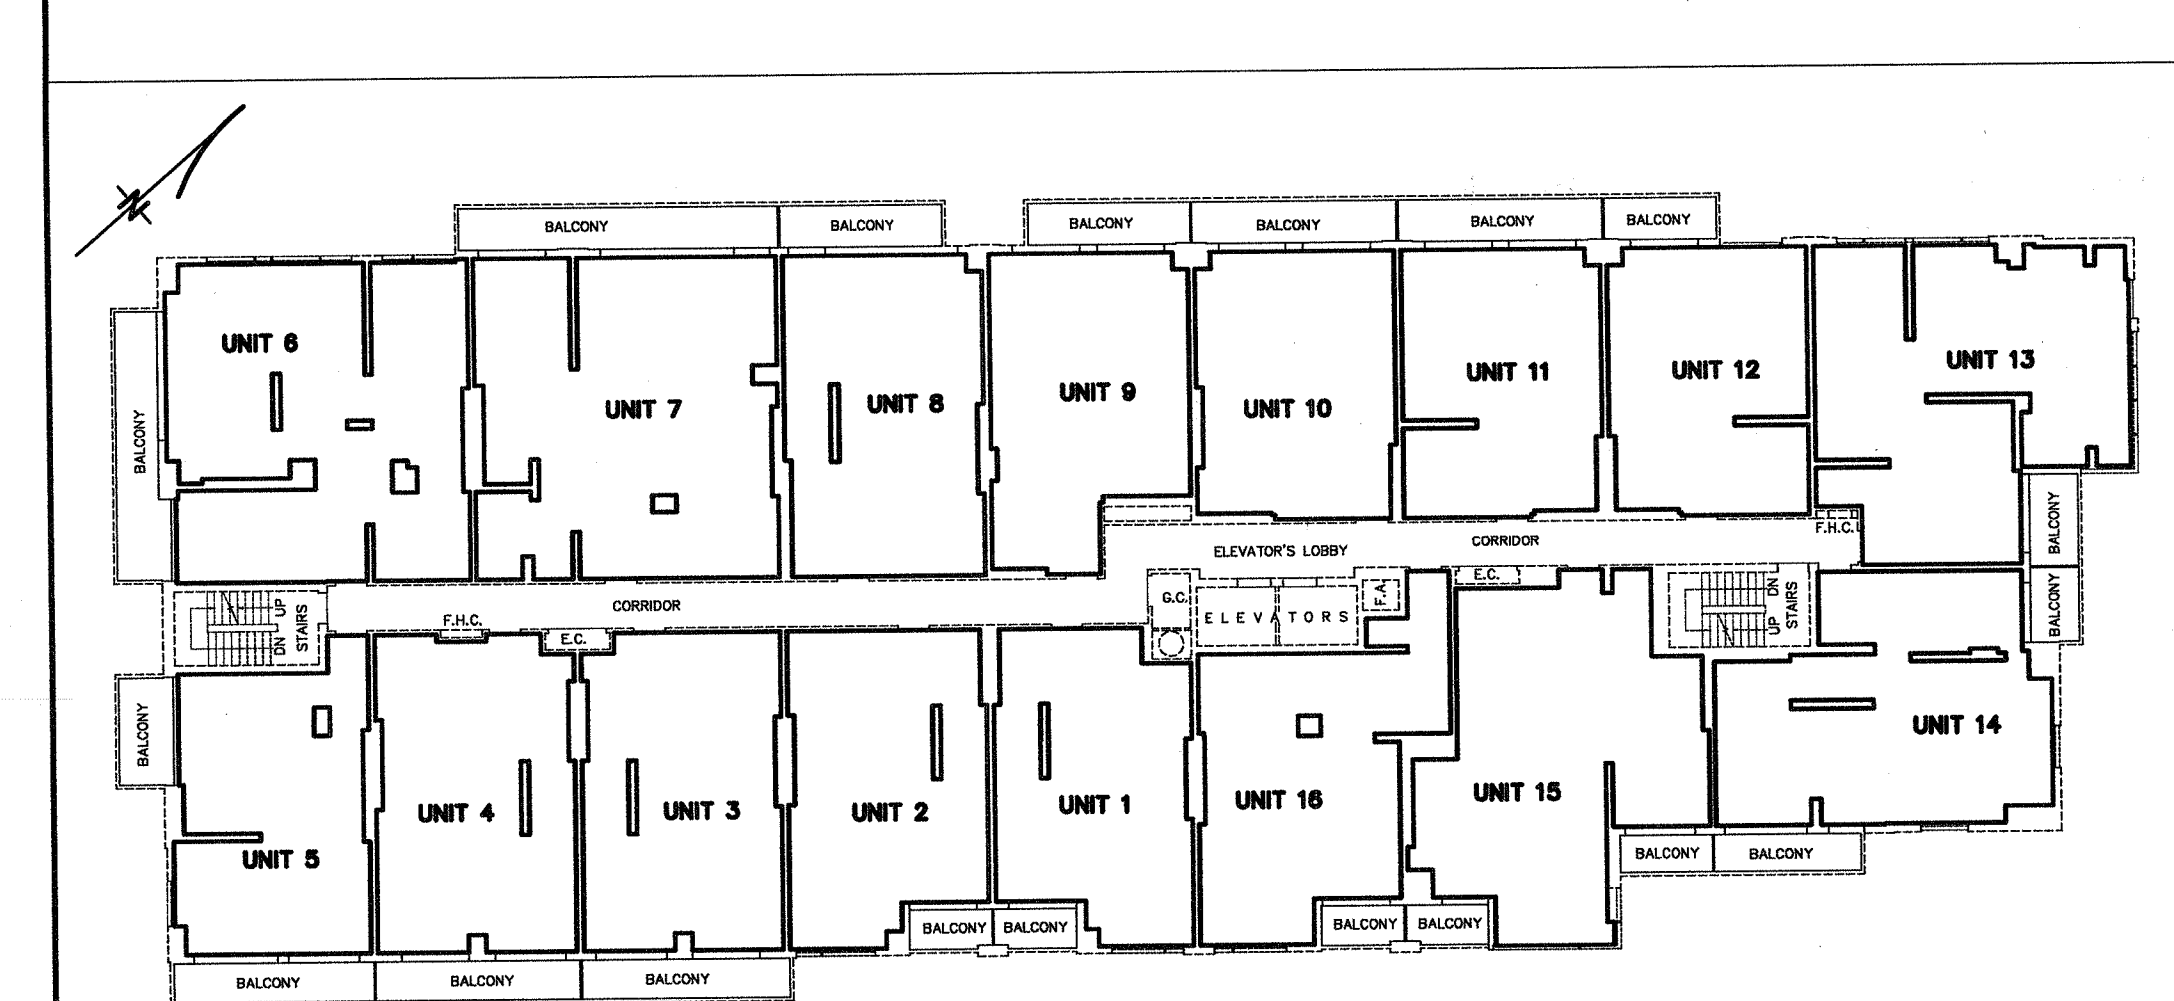 N
BALCONY
BALCONY
BALCONY
BALCONY
BALCONY
BALCONY
UNIT 6
UNIT 7
UNIT 8
UNIT 9
UNIT 10
UNIT 11
UNIT 12
UNIT 13
BALCONY
BALCONY
BALCONY
ELEVATOR'S LOBBY
CORRIDOR
F.H.C.
CORRIDOR
F.H.C.
E.C.
G.C.
ELEVATORS
F.A.
E.C.
UP
DN
STAIRS
DN
UP
STAIRS
BALCONY
UNIT 5
UNIT 4
UNIT 3
UNIT 2
UNIT 1
UNIT 16
UNIT 15
UNIT 14
BALCONY
BALCONY
BALCONY
BALCONY
BALCONY
BALCONY
BALCONY
BALCONY
BALCONY